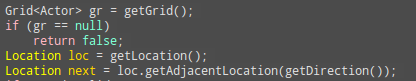 Grid<Actor> gr = getGrid();
if (gr == null)
    return false;
Location loc = getLocation();
Location next = loc.getAdjacentLocation(getDirection());